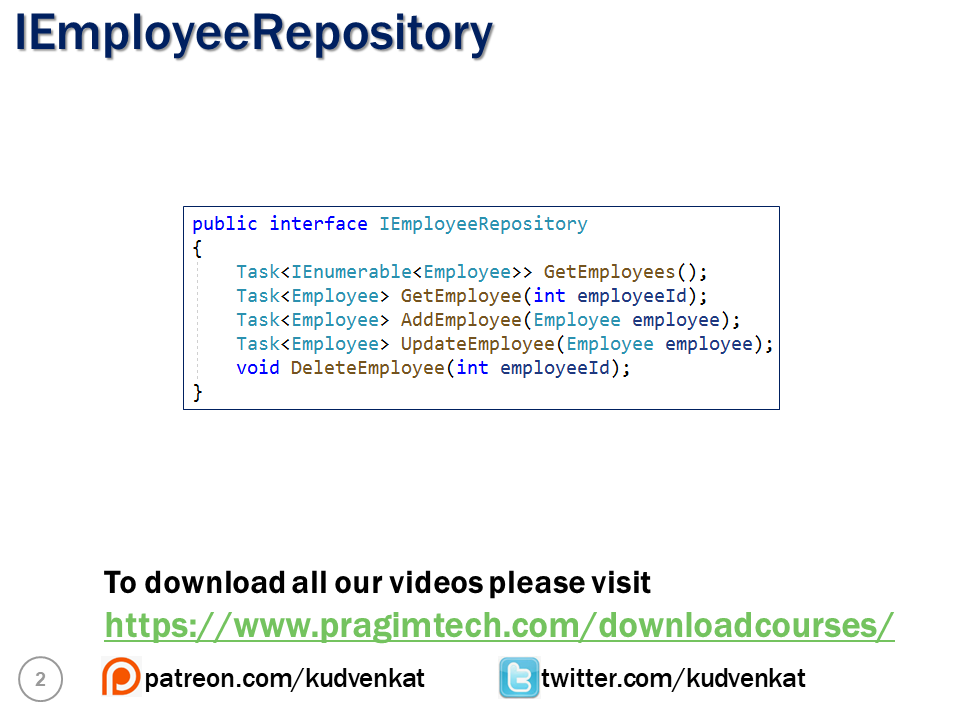 IEmployeeRepository
public interface IEmployeeRepository
{
Task<IEnumerable<Employee>> GetEmployees();
Task<Employee> GetEmployee(int employeeId);
Task<Employee> AddEmployee(Employee employee);
Task<Employee> UpdateEmployee(Employee employee);
void DeleteEmployee(int employeeId);
}
To download all our videos please visit
https://www.pragimtech.com/downloadcourses/
2 patreon.com/kudvenkat twitter.com/kudvenkat